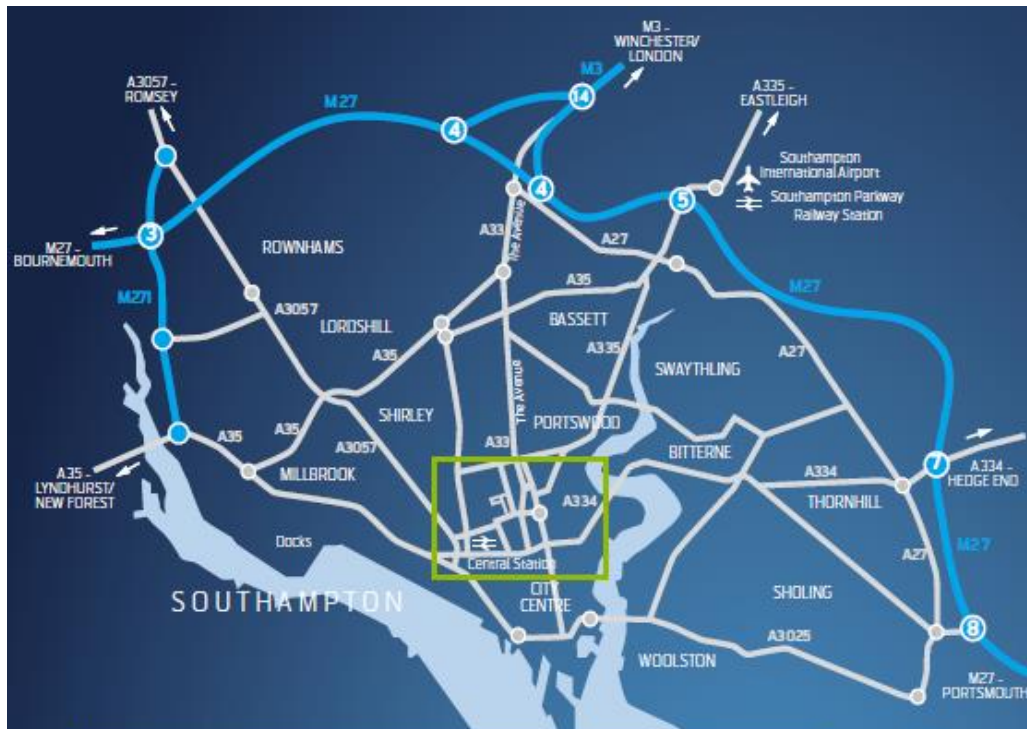 M3 -
WINCHESTER/
LONDON
A3057 -
ROMSEY
M3
A335 -
EASTLEIGH
M27
14
4
Southampton
International Airport
4
5
Southampton Parkway
Railway Station
3
A33
The Avenue
A27
M27 -
BOURNEMOUTH
ROWNHAMS
M27
M271
A35
A3057
LORDSHILL
BASSETT
A335
A27
A35
SWAYTHLING
The Avenue
SHIRLEY
PORTSWOOD
A35
A35
A3057
A33
BITTERNE
7
A35 -
LYNDHURST/
NEW FOREST
MILLBROOK
A334
A334
A334 -
HEDGE END
THORNHILL
Docks
A27
M27
Central Station
SOUTHAMPTON
CITY
CENTRE
SHOLING
8
A3025
WOOLSTON
M27 -
PORTSMOUTH